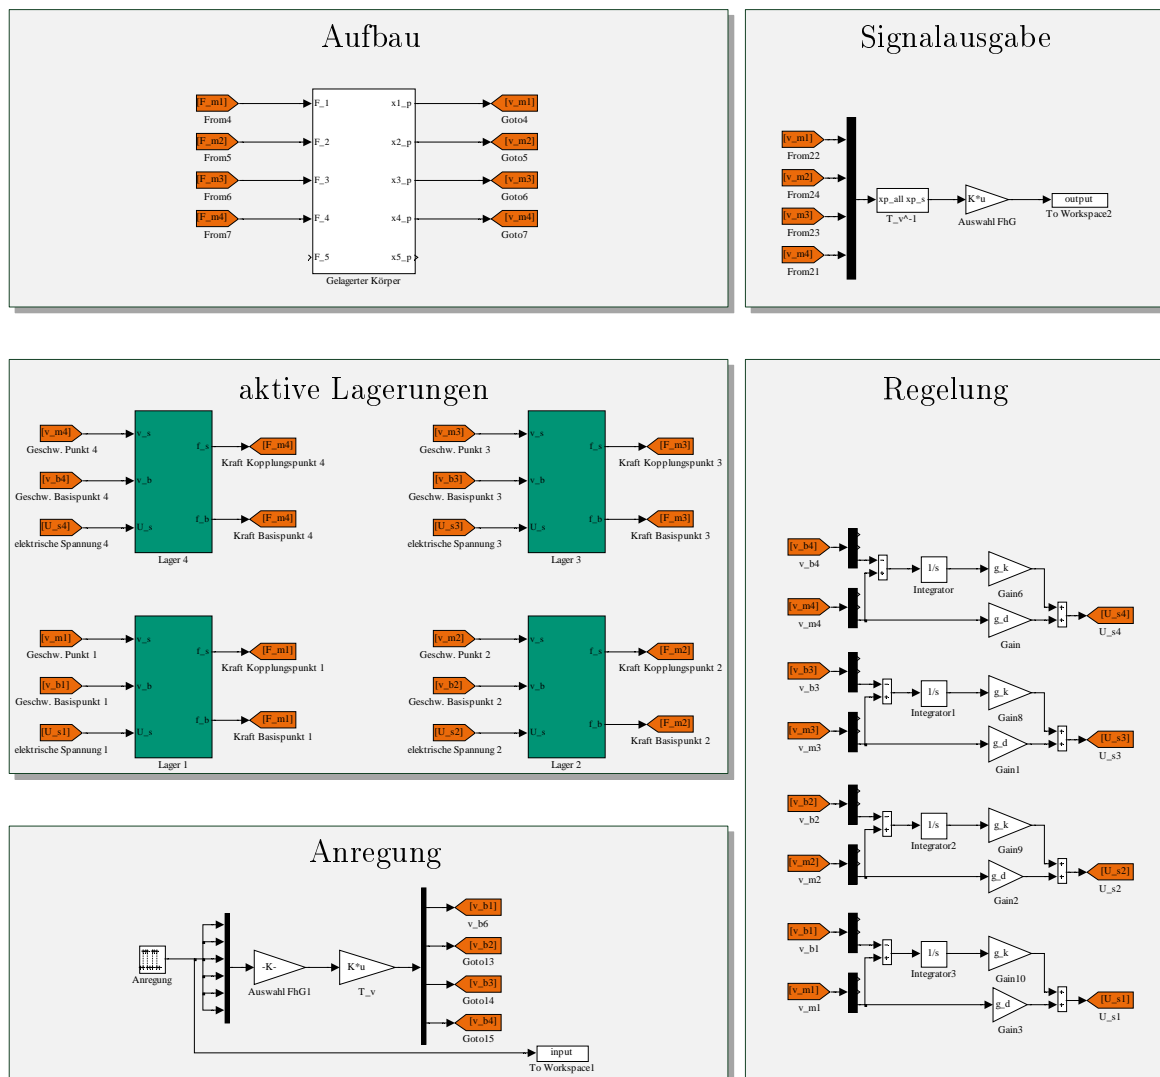 Aufbau
[F_m1]
From4
[F_m2]
From5
[F_m3]
From6
[F_m4]
From7
F_1
x1_p
F_2
x2_p
F_3
x3_p
F_4
x4_p
F_5
x5_p
Gelagerter Körper
[v_m1]
Goto4
[v_m2]
Goto5
[v_m3]
Goto6
[v_m4]
Goto7
Signalausgabe
[v_m1]
From22
[v_m2]
From24
[v_m3]
From23
[v_m4]
From21
xp_all xp_s
T_v^-1
K*u
Auswahl FhG
output
To Workspace2
aktive Lagerungen
[v_m4]
Geschw. Punkt 4
[v_b4]
Geschw. Basispunkt 4
[U_s4]
elektrische Spannung 4
v_s
v_b
U_s
f_s
f_b
Lager 4
[F_m4]
Kraft Kopplungspunkt 4
[F_m4]
Kraft Basispunkt 4
[v_m3]
Geschw. Punkt 3
[v_b3]
Geschw. Basispunkt 3
[U_s3]
elektrische Spannung 3
v_s
v_b
U_s
f_s
f_b
Lager 3
[F_m3]
Kraft Kopplungspunkt 3
[F_m3]
Kraft Basispunkt 3
[v_m1]
Geschw. Punkt 1
[v_b1]
Geschw. Basispunkt 1
[U_s1]
elektrische Spannung 1
v_s
v_b
U_s
f_s
f_b
Lager 1
[F_m1]
Kraft Kopplungspunkt 1
[F_m1]
Kraft Basispunkt 1
[v_m2]
Geschw. Punkt 2
[v_b2]
Geschw. Basispunkt 2
[U_s2]
elektrische Spannung 2
v_s
v_b
U_s
f_s
f_b
Lager 2
[F_m2]
Kraft Kopplungspunkt 2
[F_m2]
Kraft Basispunkt 2
Regelung
[v_b4]
v_b4
[v_m4]
v_m4
1/s
Integrator
g_k
Gain6
g_d
Gain
[U_s4]
U_s4
[v_b3]
v_b3
[v_m3]
v_m3
1/s
Integrator1
g_k
Gain8
g_d
Gain1
[U_s3]
U_s3
[v_b2]
v_b2
[v_m2]
v_m2
1/s
Integrator2
g_k
Gain9
g_d
Gain2
[U_s2]
U_s2
[v_b1]
v_b1
[v_m1]
v_m1
1/s
Integrator3
g_k
Gain10
g_d
Gain3
[U_s1]
U_s1
Anregung
Anregung
-K-
Auswahl FhG1
K*u
T_v
[v_b1]
v_b6
[v_b2]
Goto13
[v_b3]
Goto14
[v_b4]
Goto15
input
To Workspace1